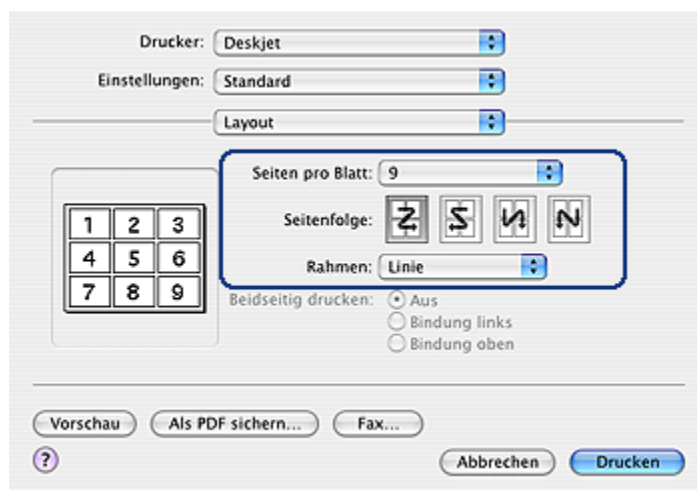 Drucker: Deskjet
Einstellungen: Standard
Layout
Seiten pro Blatt: 9
Seitenfolge:
Rahmen: Linie
1 2 3
4 5 6
7 8 9
Beidseitig drucken: Aus
Bindung links
Bindung oben
Vorschau Als PDF sichern... Fax...
? Abbrechen Drucken